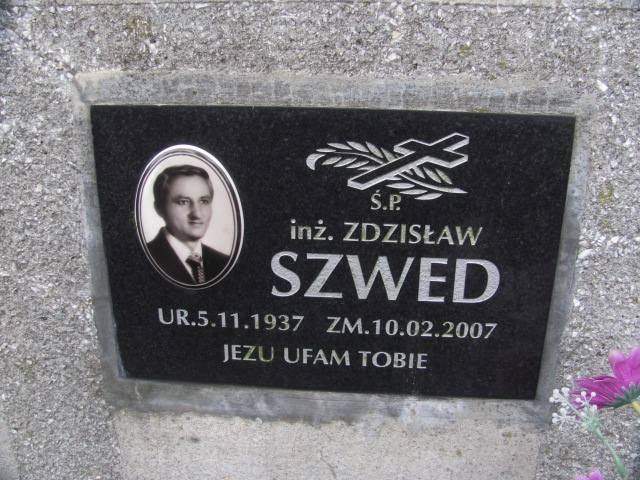 Ś.P.
inż. ZDZISŁAW
SZWED
UR.5.11.1937 ZM.10.02.2007
JEZU UFAM TOBIE